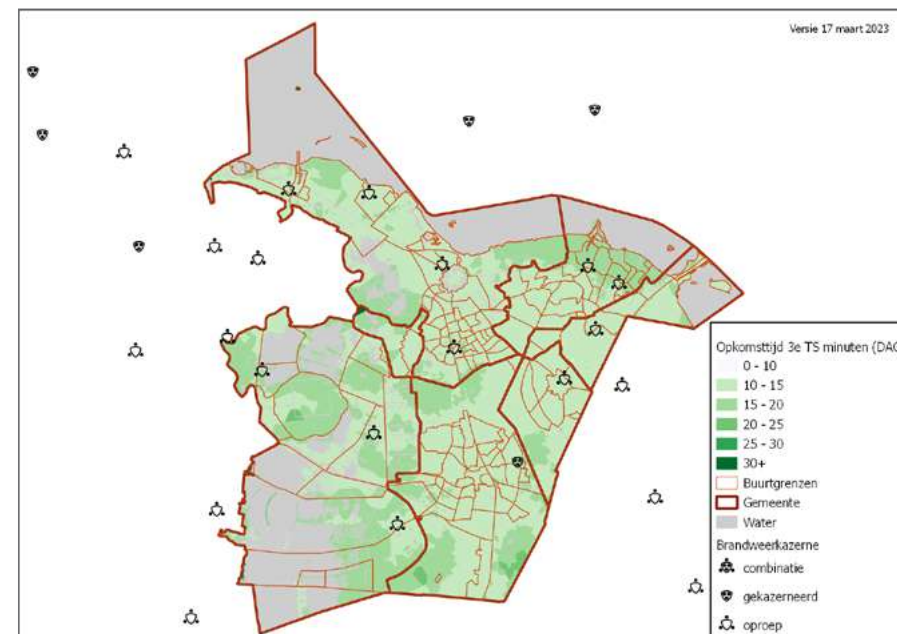 Versie 17 maart 2023
Opkomsttijd 3e TS minuten (DAG
0 - 10
10 - 15
15 - 20
20 - 25
25 - 30
30+
Buurtgrenzen
Gemeente
Water
Brandweerkazerne
combinatie
gekazerneerd
oproep